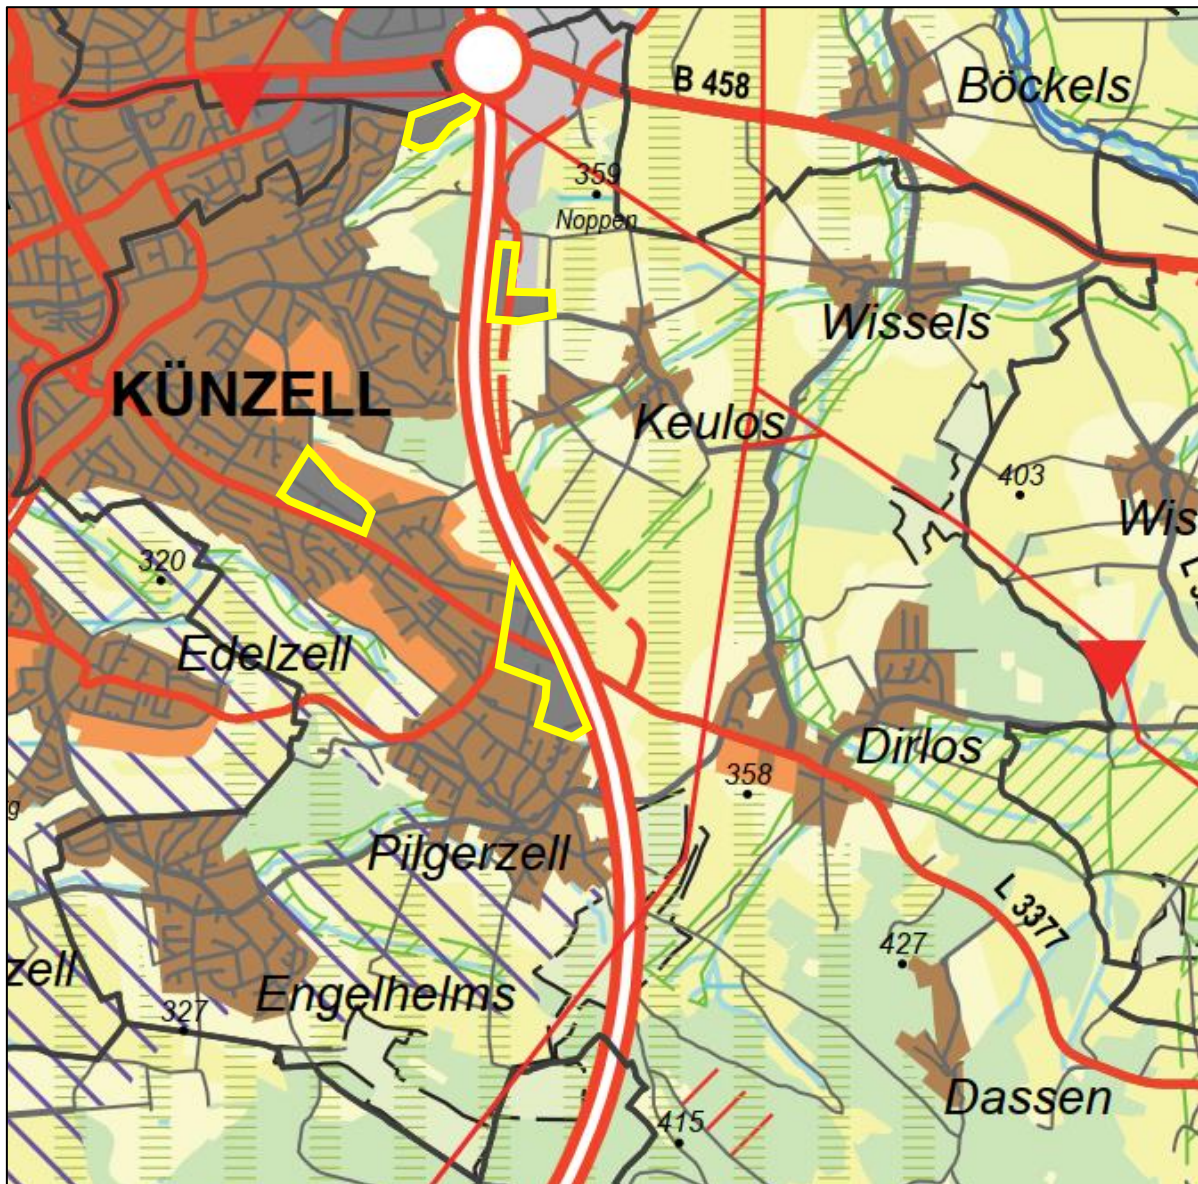 B 458
Böckels
359
Noppen
Wissels
KÜNZELL
Keulos
403
Wis
L 3
320
Edelzell
Dirlos
358
g
Pilgerzell
L 3377
427
zell
Engelhelms
327
Dassen
415